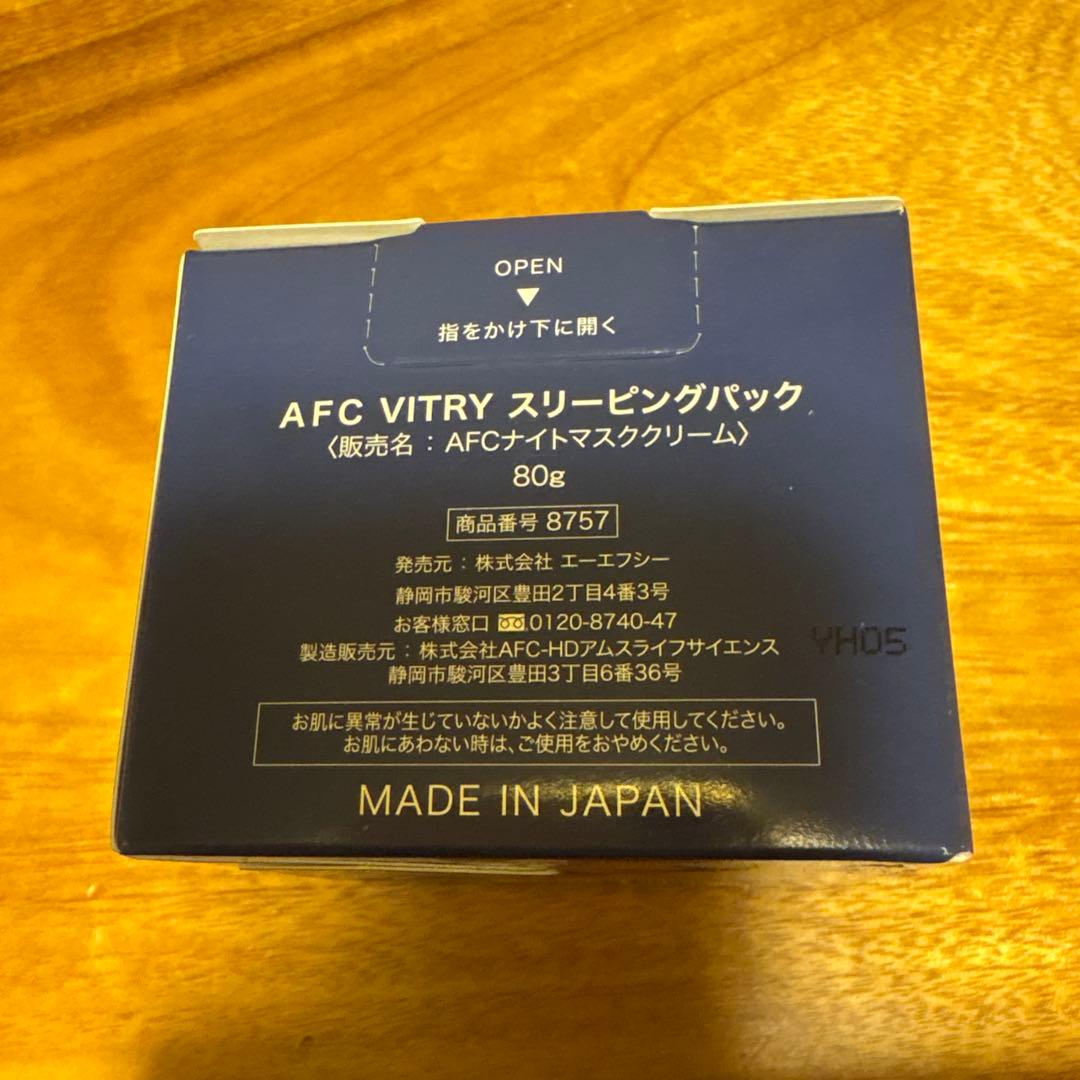 OPEN
▼
指をかけ下に開く
AFC VITRY スリーピングパック
〈販売名 : AFCナイトマスククリーム〉
80g
商品番号 8757
発売元 : 株式会社 エーエフシー
静岡市駿河区豊田2丁目4番3号
お客様窓口 0120-8740-47
製造販売元 : 株式会社AFC-HDアムスライフサイエンス
静岡市駿河区豊田3丁目6番36号
YH05
お肌に異常が生じていないかよく注意して使用してください。
お肌にあわない時は、ご使用をおやめください。
MADE IN JAPAN